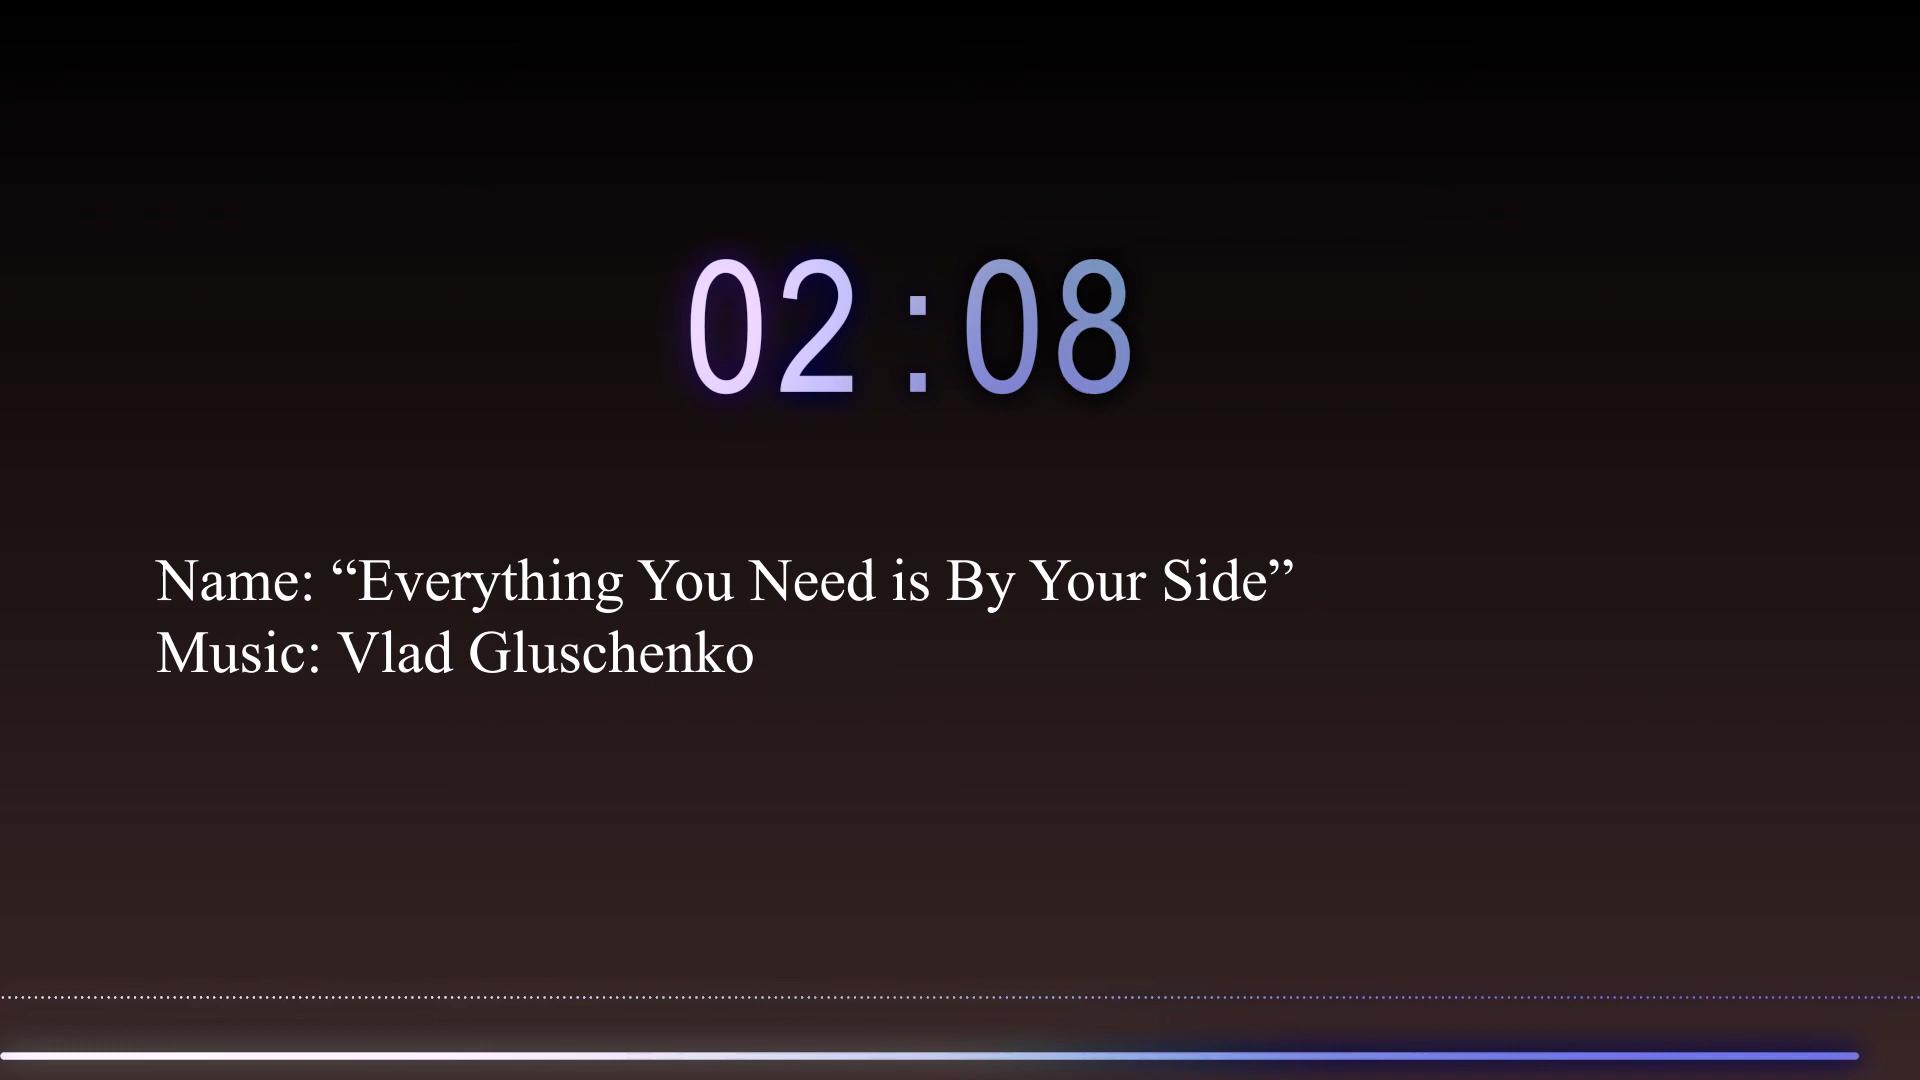 02:08
Name: “Everything You Need is By Your Side”
Music: Vlad Gluschenko